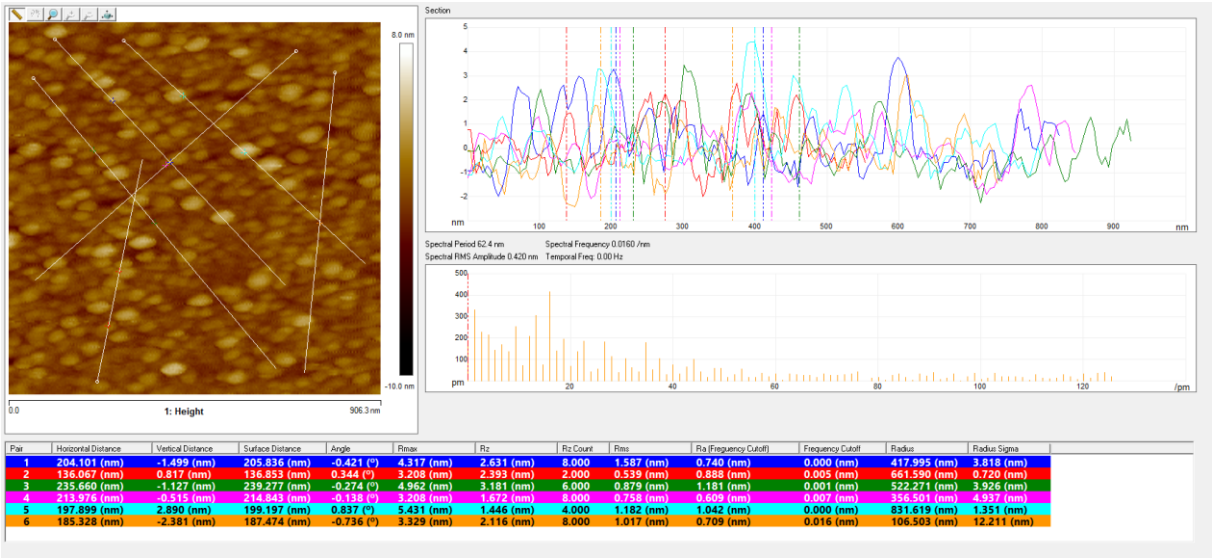 Section
8.0 nm
-10.0 nm
0.0 1: Height 906.3 nm
5
4
3
2
1
0
-1
-2
nm 100 200 300 400 500 600 700 800 900 nm
Spectral Period 62.4 nm Spectral Frequency 0.0160 /nm
Spectral RMS Amplitude 0.420 nm Temporal Freq: 0.00 Hz
500
400
300
200
100
pm 20 40 60 80 100 120 /pm
Pair Horizontal Distance Vertical Distance Surface Distance Angle Rmax Rz Rz Count Rms Ra (Frequency Cutoff) Frequency Cutoff Radius Radius Sigma
1 204.101 (nm) -1.499 (nm) 205.836 (nm) -0.421 (º) 4.317 (nm) 2.631 (nm) 8.000 1.587 (nm) 0.740 (nm) 0.000 (nm) 417.995 (nm) 3.818 (nm)
2 136.067 (nm) 0.817 (nm) 136.853 (nm) 0.344 (º) 3.208 (nm) 2.393 (nm) 2.000 0.539 (nm) 0.888 (nm) 0.005 (nm) 661.590 (nm) 0.720 (nm)
3 235.660 (nm) -1.127 (nm) 239.277 (nm) -0.274 (º) 4.962 (nm) 3.181 (nm) 6.000 0.879 (nm) 1.181 (nm) 0.001 (nm) 522.271 (nm) 3.926 (nm)
4 213.976 (nm) -0.515 (nm) 214.843 (nm) -0.138 (º) 3.208 (nm) 1.672 (nm) 8.000 0.758 (nm) 0.609 (nm) 0.007 (nm) 356.501 (nm) 4.937 (nm)
5 197.899 (nm) 2.890 (nm) 199.197 (nm) 0.837 (º) 5.431 (nm) 1.446 (nm) 4.000 1.182 (nm) 1.042 (nm) 0.000 (nm) 831.619 (nm) 1.351 (nm)
6 185.328 (nm) -2.381 (nm) 187.474 (nm) -0.736 (º) 3.329 (nm) 2.116 (nm) 8.000 1.017 (nm) 0.709 (nm) 0.016 (nm) 106.503 (nm) 12.211 (nm)